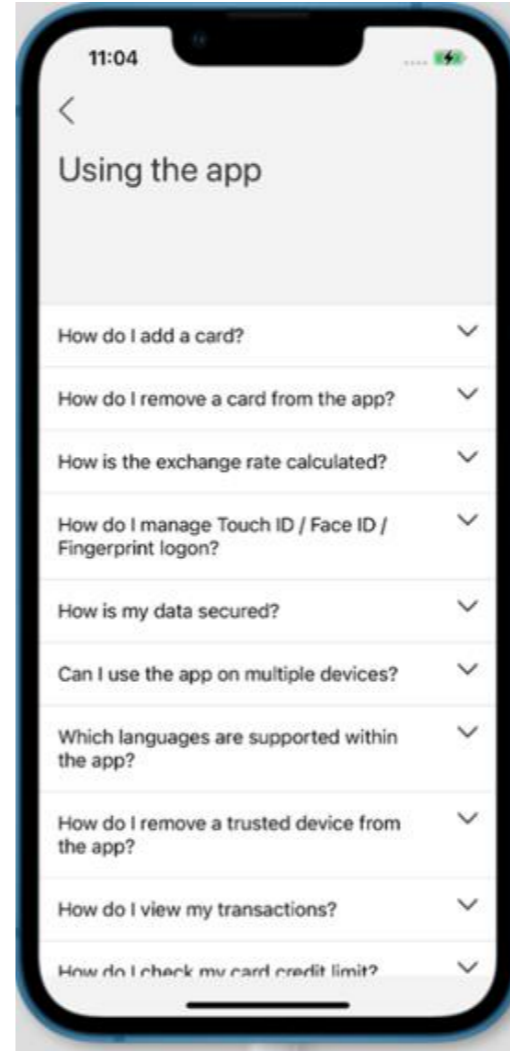 11:04
Using the app
How do I add a card?
How do I remove a card from the app?
How is the exchange rate calculated?
How do I manage Touch ID / Face ID /
Fingerprint logon?
How is my data secured?
Can I use the app on multiple devices?
Which languages are supported within
the app?
How do I remove a trusted device from
the app?
How do I view my transactions?
How do I check my card credit limit?